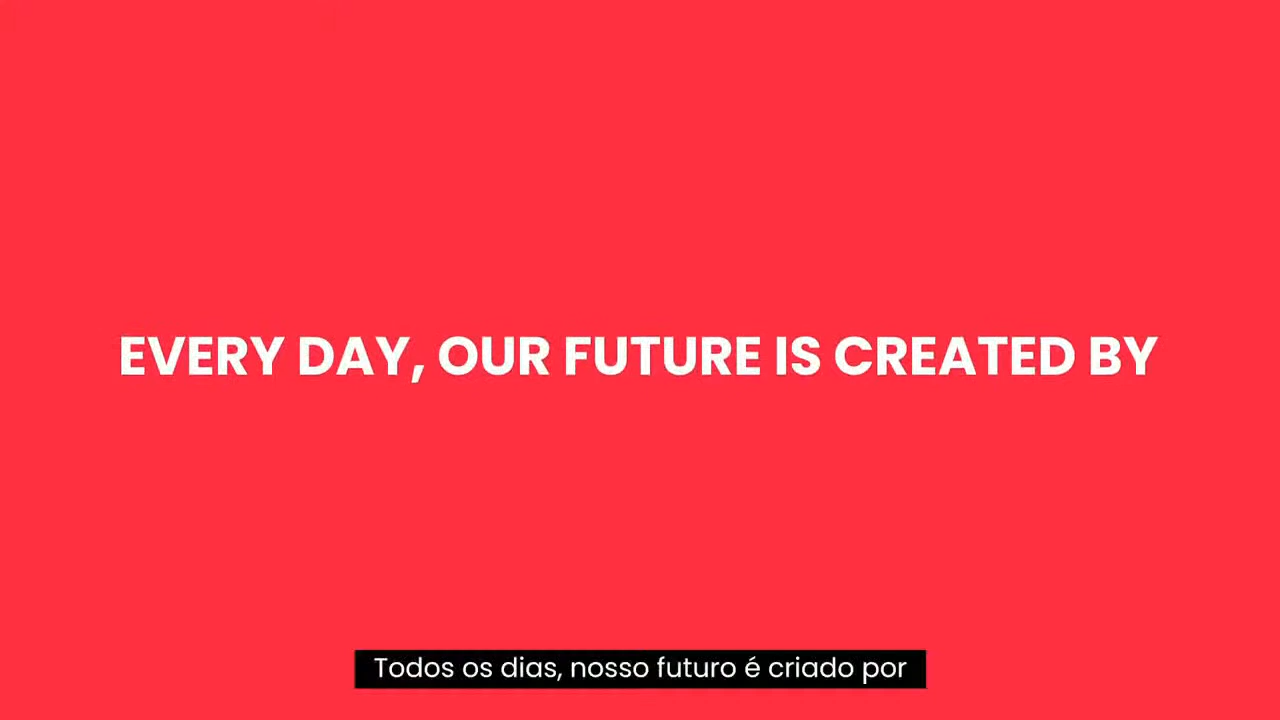 EVERY DAY, OUR FUTURE IS CREATED BY
Todos os dias, nosso futuro é criado por